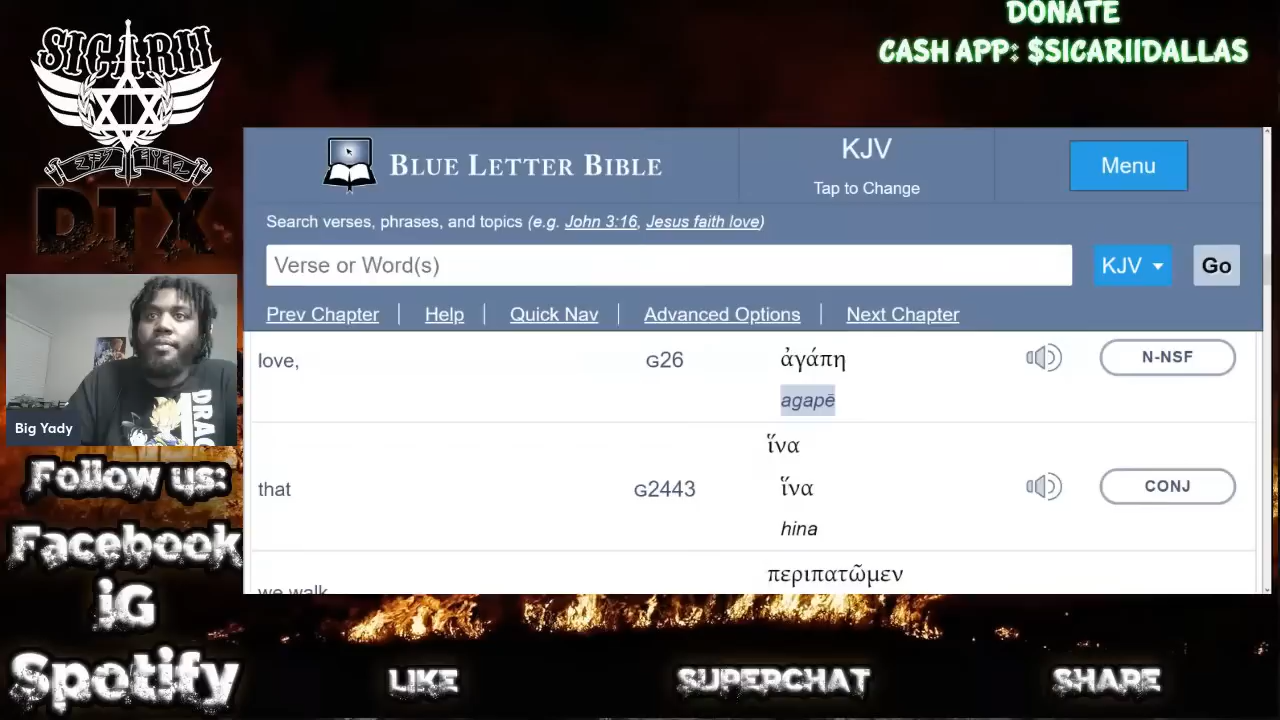 DONATE
CASH APP: $SICARIIDALLAS
SICARII
DTX
BLUE LETTER BIBLE
KJV
Tap to Change
Menu
Search verses, phrases, and topics (e.g. John 3:16, Jesus faith love)
Verse or Word(s)
KJV
Go
Prev Chapter
Help
Quick Nav
Advanced Options
Next Chapter
love,
G26
ἀγάπη
N-NSF
agapē
ἵνα
that
G2443
ἵνα
CONJ
hina
περιπατῶμεν
we walk
Big Yady
Follow us:
Facebook
iG
Spotify
LIKE
SUPERCHAT
SHARE